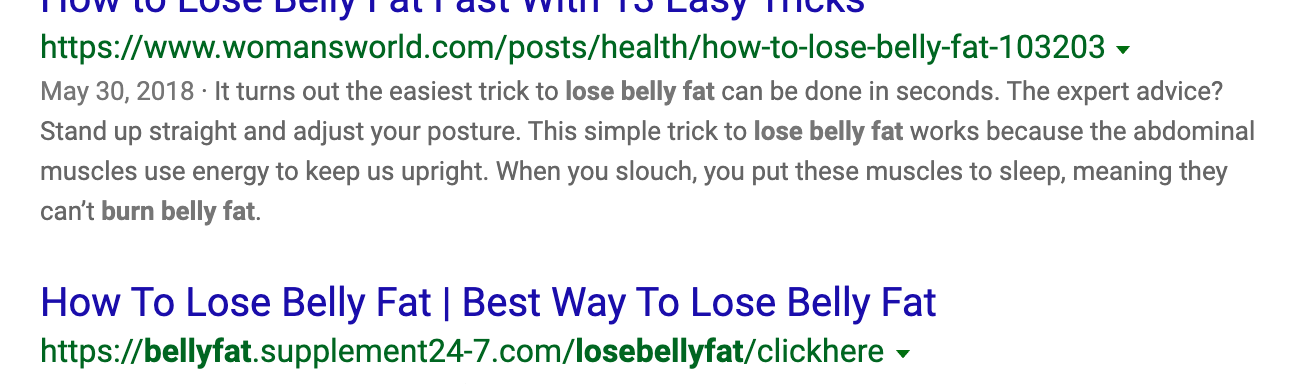 How to Lose Belly Fat Fast With 13 Easy Tricks
https://www.womansworld.com/posts/health/how-to-lose-belly-fat-103203
May 30, 2018 · It turns out the easiest trick to lose belly fat can be done in seconds. The expert advice?
Stand up straight and adjust your posture. This simple trick to lose belly fat works because the abdominal
muscles use energy to keep us upright. When you slouch, you put these muscles to sleep, meaning they
can’t burn belly fat.
How To Lose Belly Fat | Best Way To Lose Belly Fat
https://bellyfat.supplement24-7.com/losebellyfat/clickhere